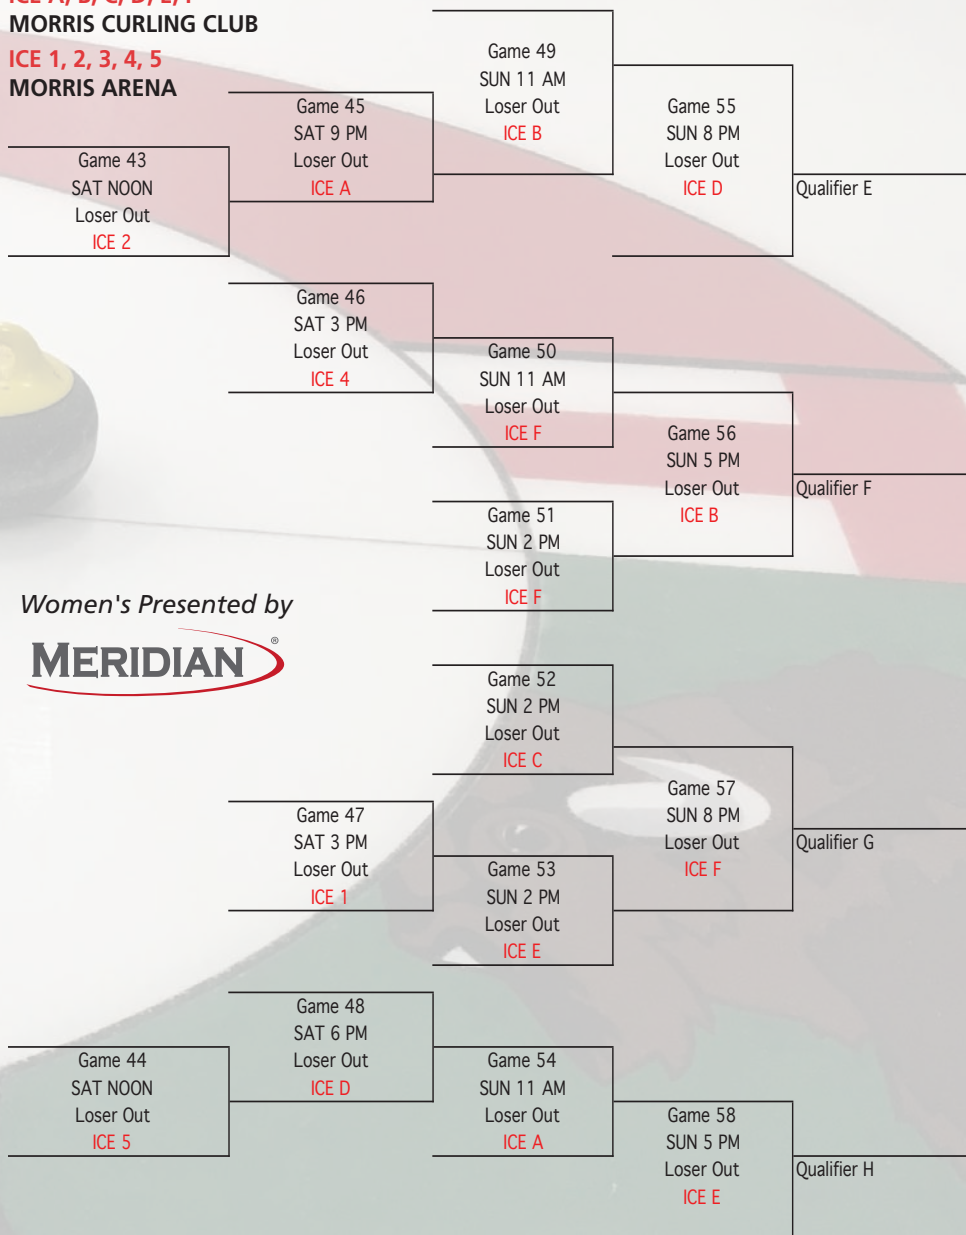 MORRIS CURLING CLUB
ICE 1, 2, 3, 4, 5
MORRIS ARENA
Game 43
SAT NOON
Loser Out
ICE 2
Game 45
SAT 9 PM
Loser Out
ICE A
Game 49
SUN 11 AM
Loser Out
ICE B
Game 55
SUN 8 PM
Loser Out
ICE D
Qualifier E
Game 46
SAT 3 PM
Loser Out
ICE 4
Game 50
SUN 11 AM
Loser Out
ICE F
Game 56
SUN 5 PM
Loser Out
ICE B
Qualifier F
Game 51
SUN 2 PM
Loser Out
ICE F
Women's Presented by
MERIDIAN®
Game 52
SUN 2 PM
Loser Out
ICE C
Game 57
SUN 8 PM
Loser Out
ICE F
Qualifier G
Game 47
SAT 3 PM
Loser Out
ICE 1
Game 53
SUN 2 PM
Loser Out
ICE E
Game 48
SAT 6 PM
Loser Out
ICE D
Game 44
SAT NOON
Loser Out
ICE 5
Game 54
SUN 11 AM
Loser Out
ICE A
Game 58
SUN 5 PM
Loser Out
ICE E
Qualifier H